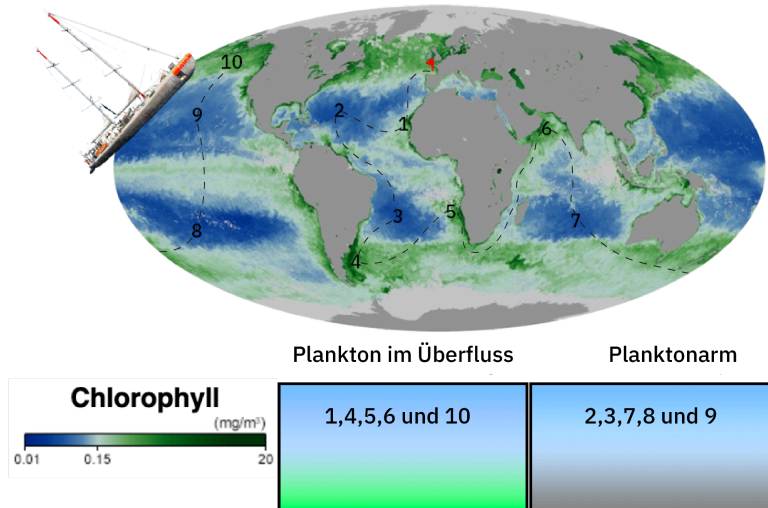 10
9
2
1
6
3
5
7
8
4
Plankton im Überfluss
Planktonarm
Chlorophyll
(mg/m³)
0.01
0.15
20
1,4,5,6 und 10
2,3,7,8 und 9